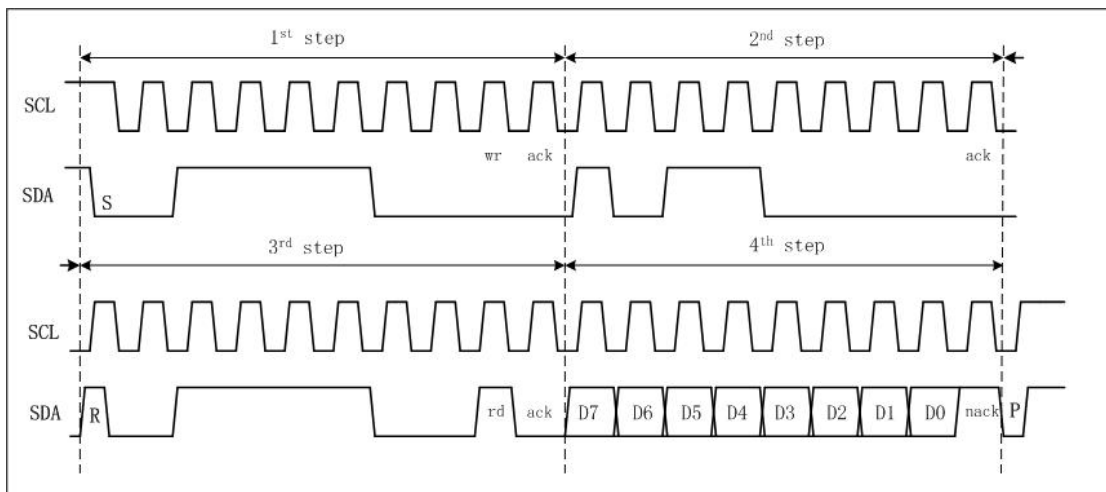 1st step 2nd step
SCL
wr ack ack
SDA S
3rd step 4th step
SCL
SDA R rd ack D7 D6 D5 D4 D3 D2 D1 D0 nack P